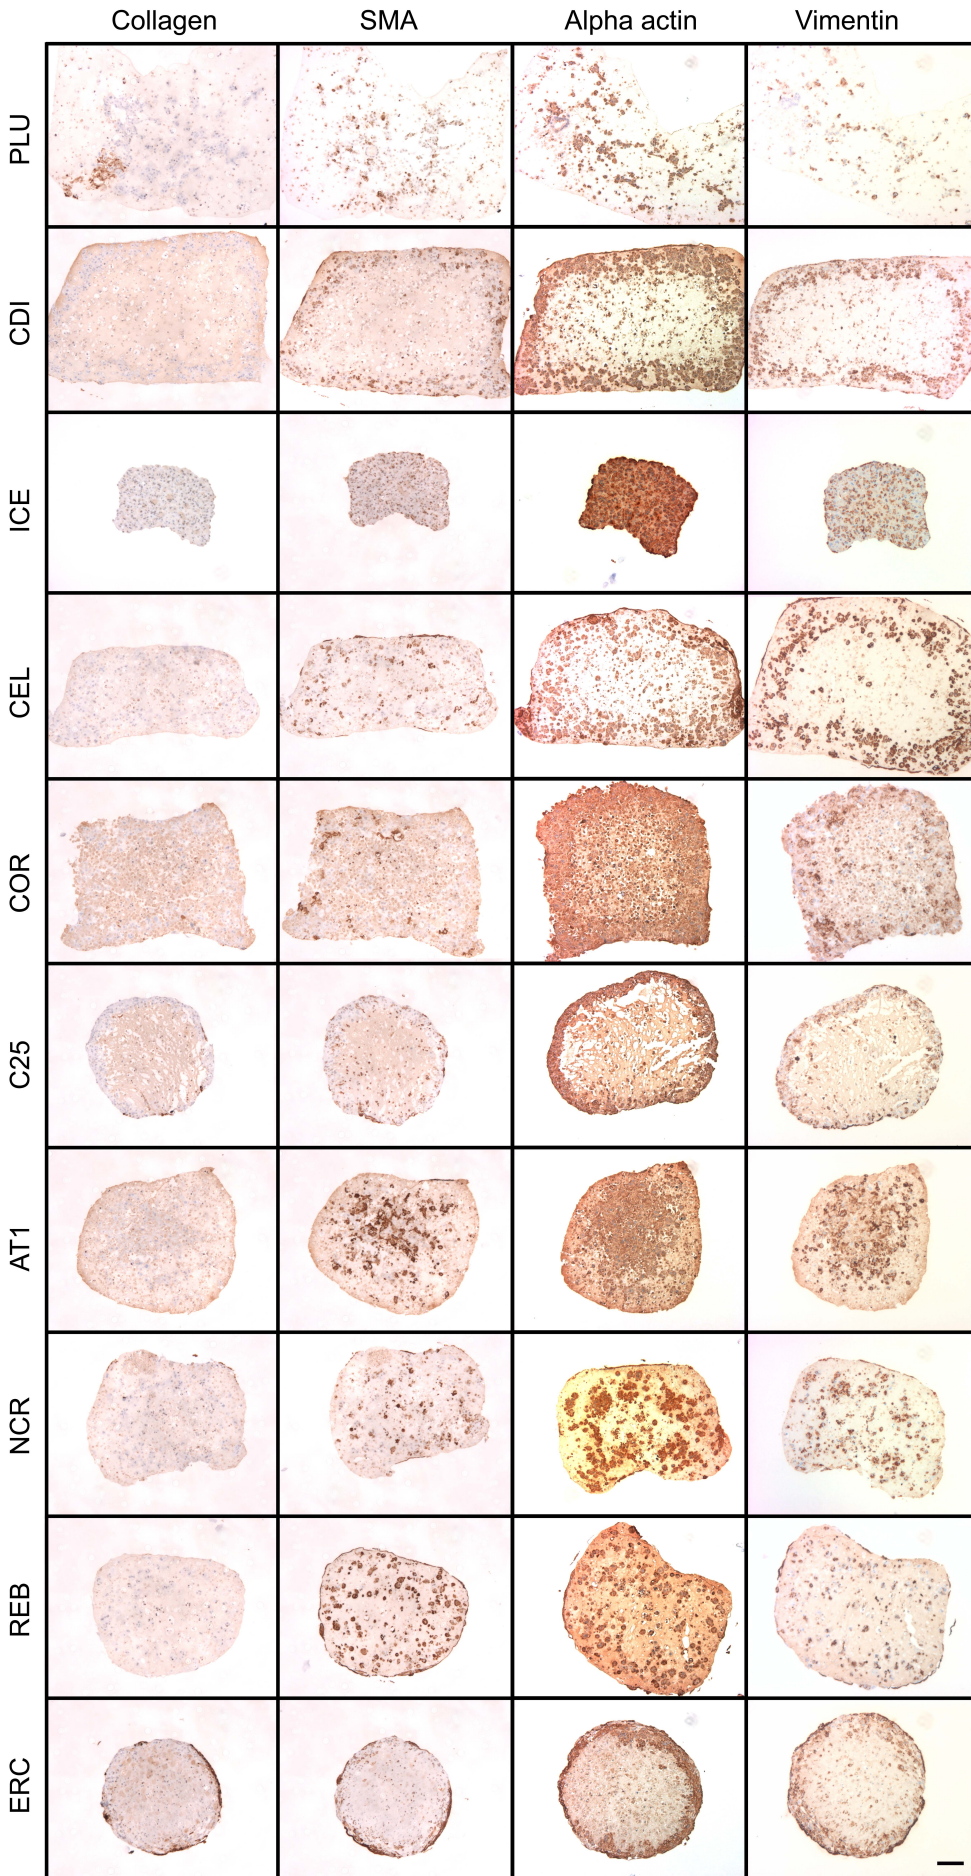 Collagen SMA Alpha actin Vimentin
PLU
CDI
ICE
CEL
COR
C25
AT1
NCR
REB
ERC